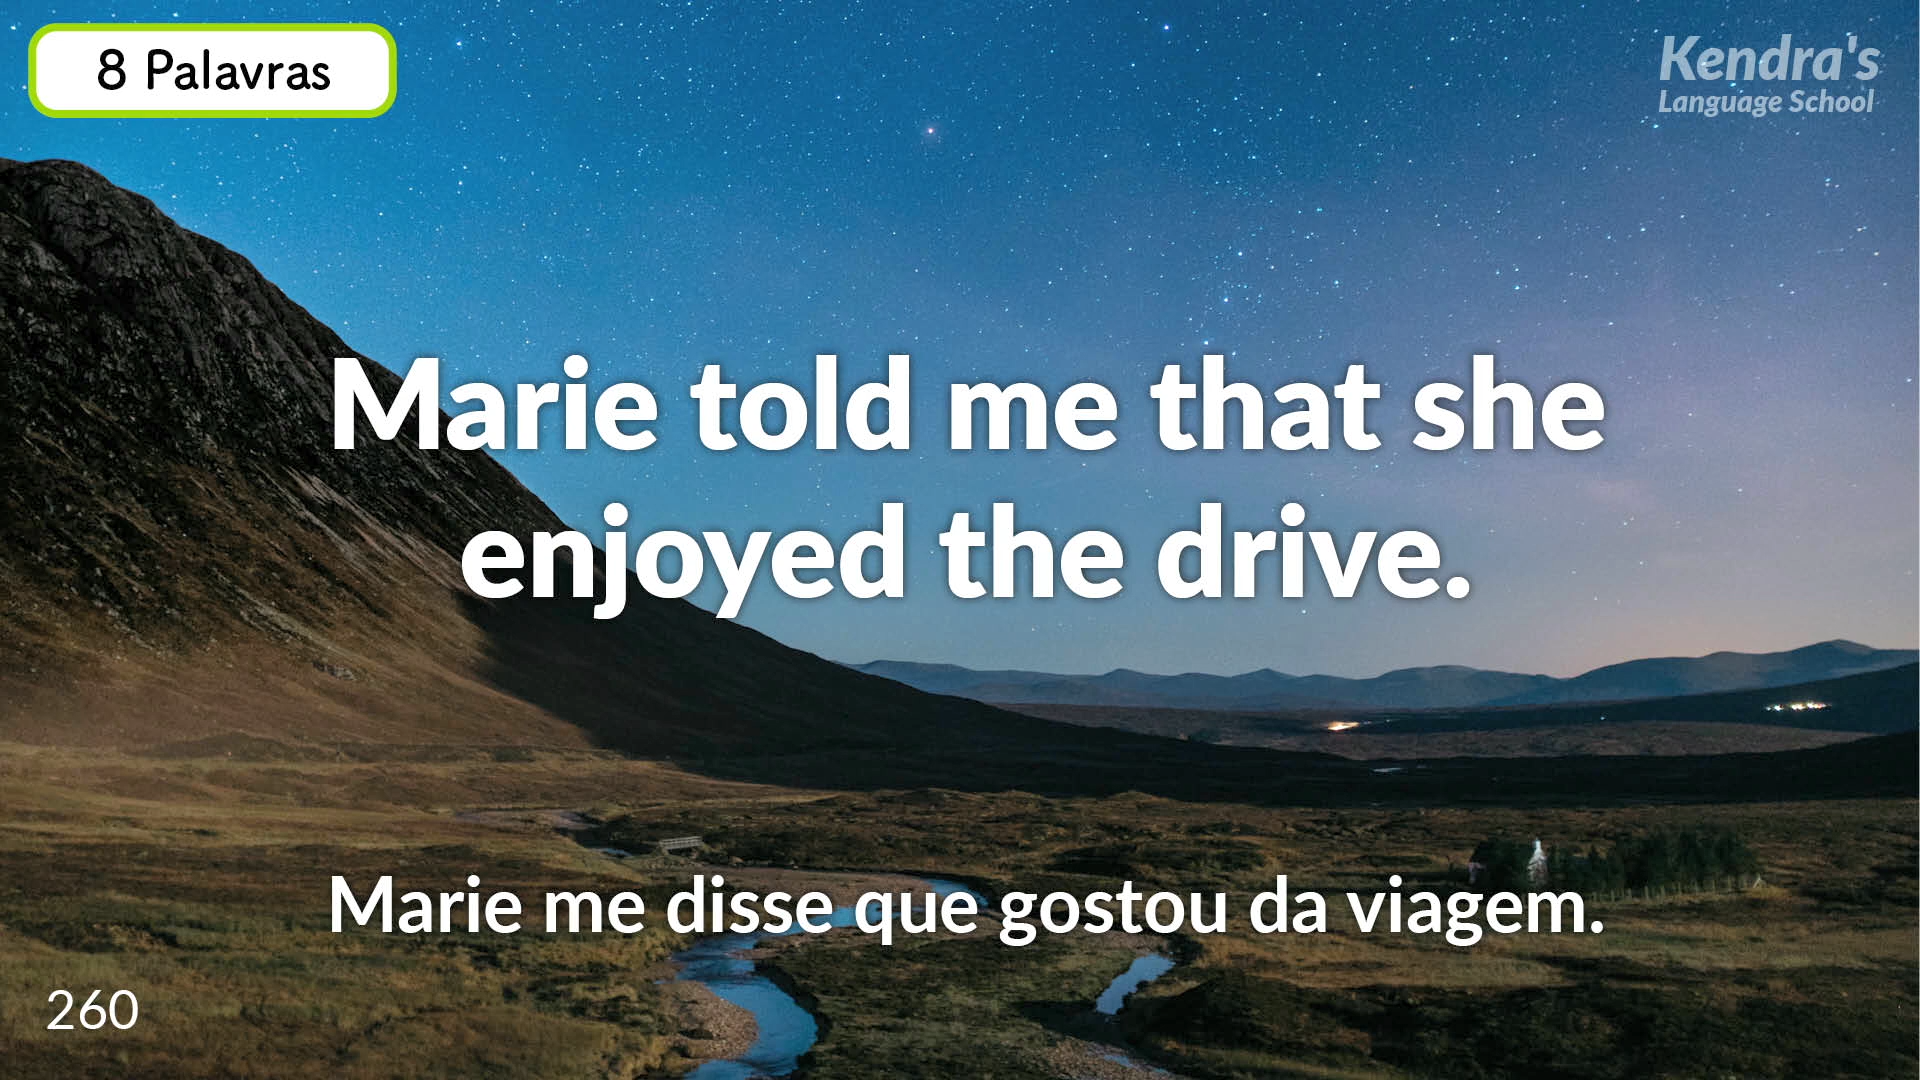 8 Palavras
Kendra's
Language School
Marie told me that she
enjoyed the drive.
Marie me disse que gostou da viagem.
260